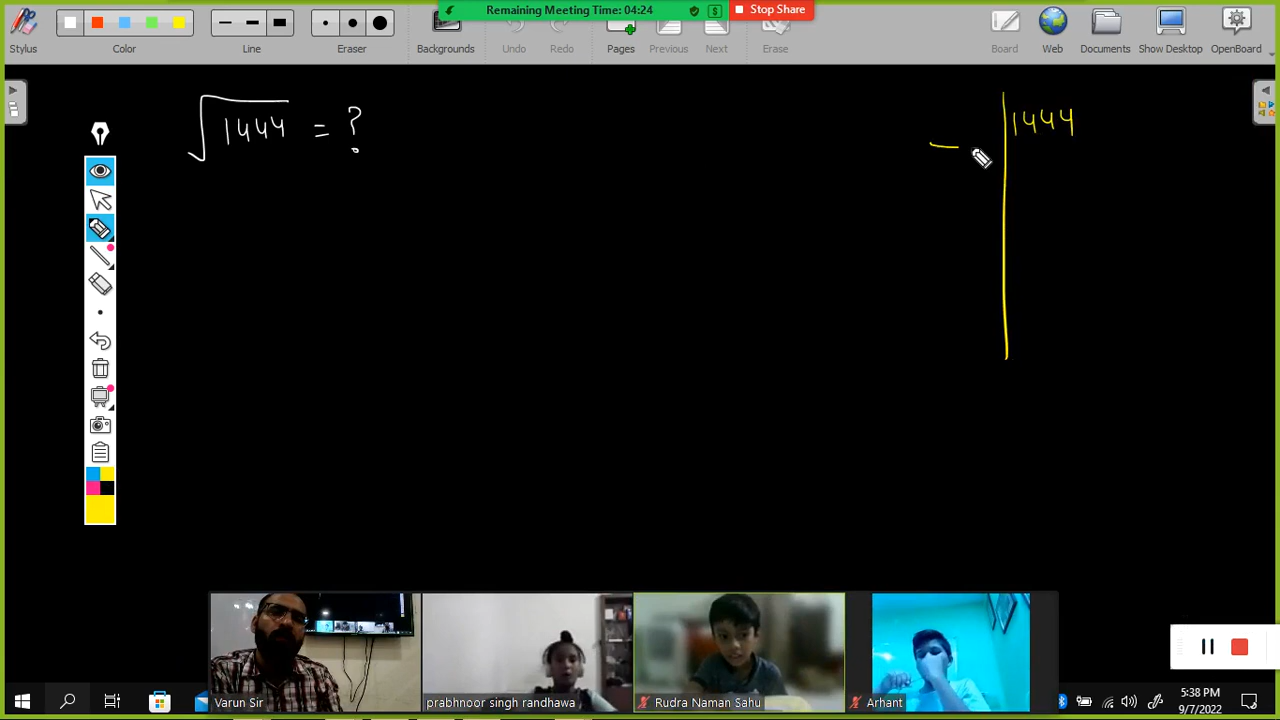 Remaining Meeting Time: 04:24
Stop Share
Stylus
Color
Line
Eraser
Backgrounds
Undo
Redo
Pages
Previous
Next
Erase
Board
Web
Documents
Show Desktop
OpenBoard
√1444 = ?
1444
Varun Sir
prabhnoor singh randhawa
Rudra Naman Sahu
Arhant
5:38 PM
9/7/2022